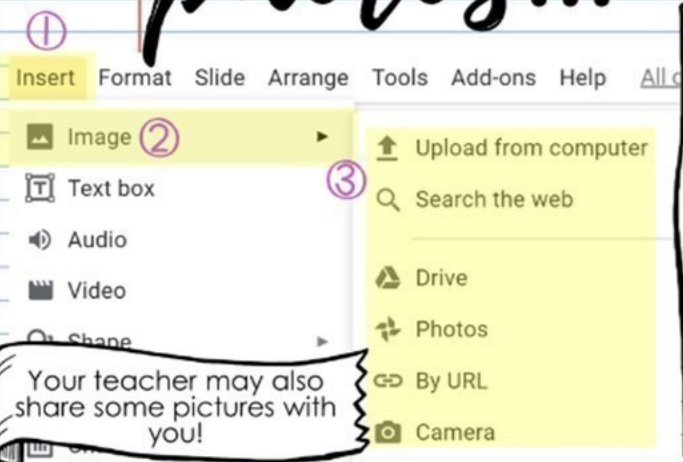 ①
Insert Format Slide Arrange Tools Add-ons Help
Image ② ▸
Text box
Audio
Video
Shape ▸
③
Upload from computer
Search the web
Drive
Photos
By URL
Camera
Your teacher may also
share some pictures with
you!